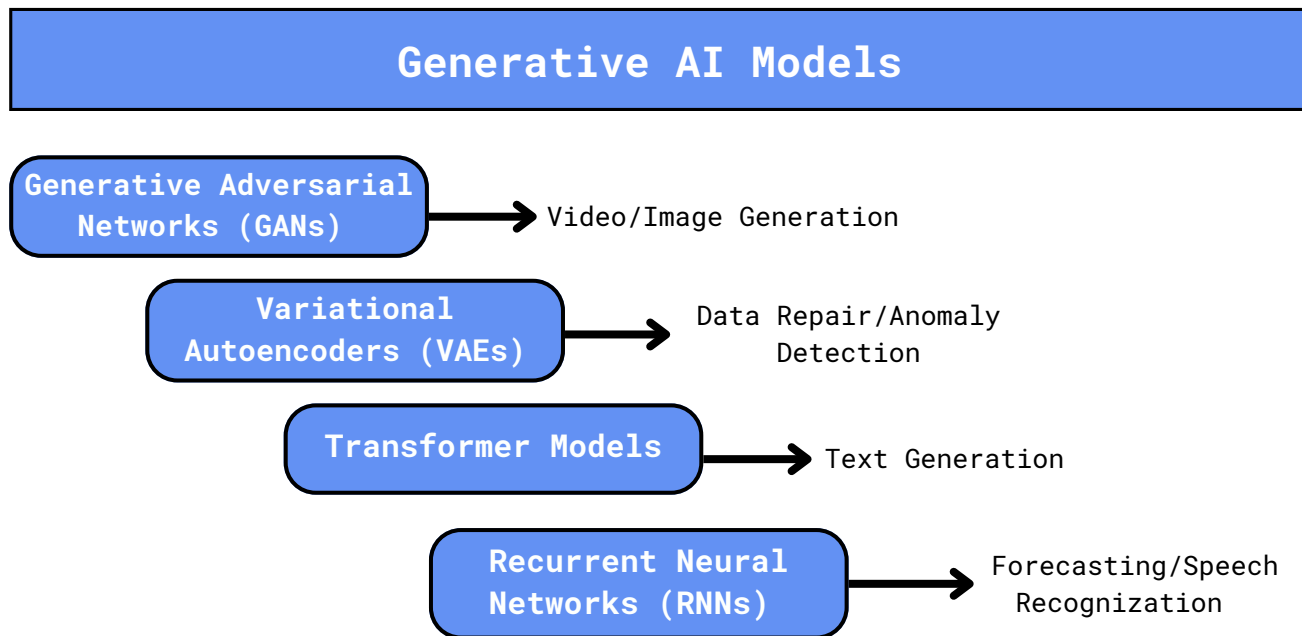 Generative AI Models
Generative Adversarial
Networks (GANs)
Video/Image Generation
Variational
Autoencoders (VAEs)
Data Repair/Anomaly
Detection
Transformer Models
Text Generation
Recurrent Neural
Networks (RNNs)
Forecasting/Speech
Recognization